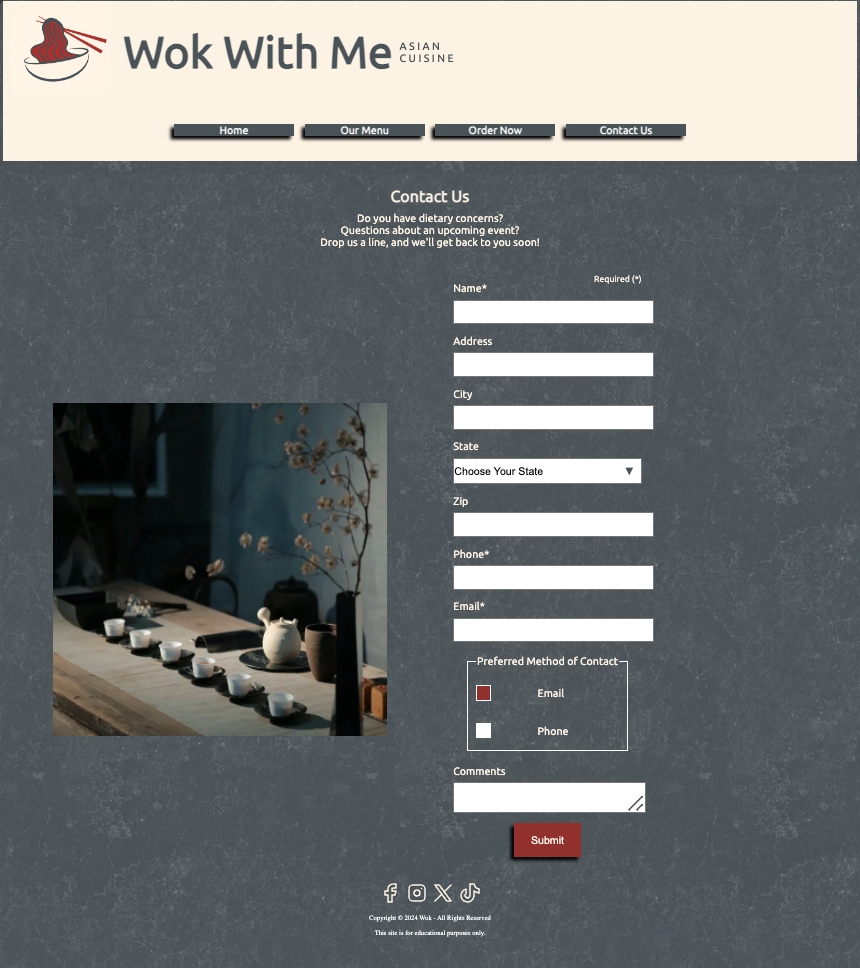 Wok With Me
ASIAN
CUISINE
Home
Our Menu
Order Now
Contact Us
Contact Us
Do you have dietary concerns?
Questions about an upcoming event?
Drop us a line, and we'll get back to you soon!
Required (*)
Name*
Address
City
State
Choose Your State
Zip
Phone*
Email*
Preferred Method of Contact
Email
Phone
Comments
Submit
Copyright © 2024 Wok - All Rights Reserved
This site is for educational purposes only.